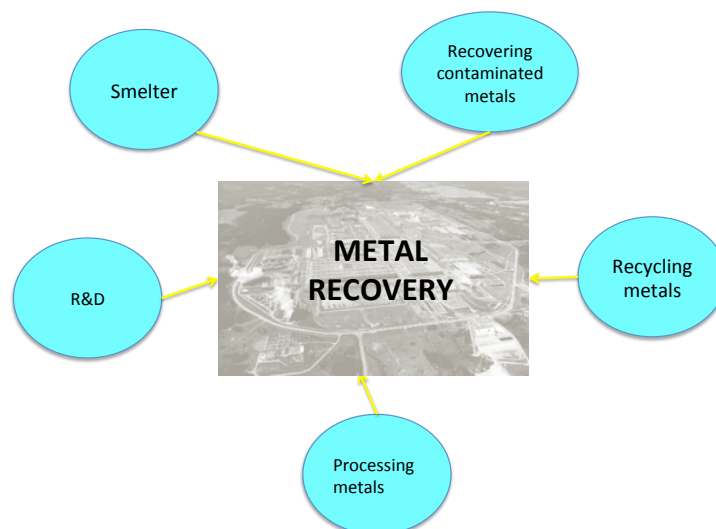 Smelter
Recovering
contaminated
metals
METAL
RECOVERY
R&D
Recycling
metals
Processing
metals